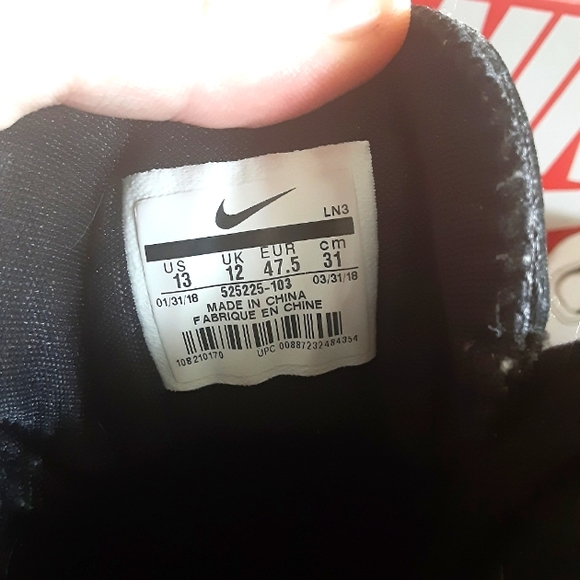 LN3
US UK EUR cm
13 12 47.5 31
01/31/18 525225-103 03/31/18
MADE IN CHINA
FABRIQUE EN CHINE
108210170 UPC 00887232484354